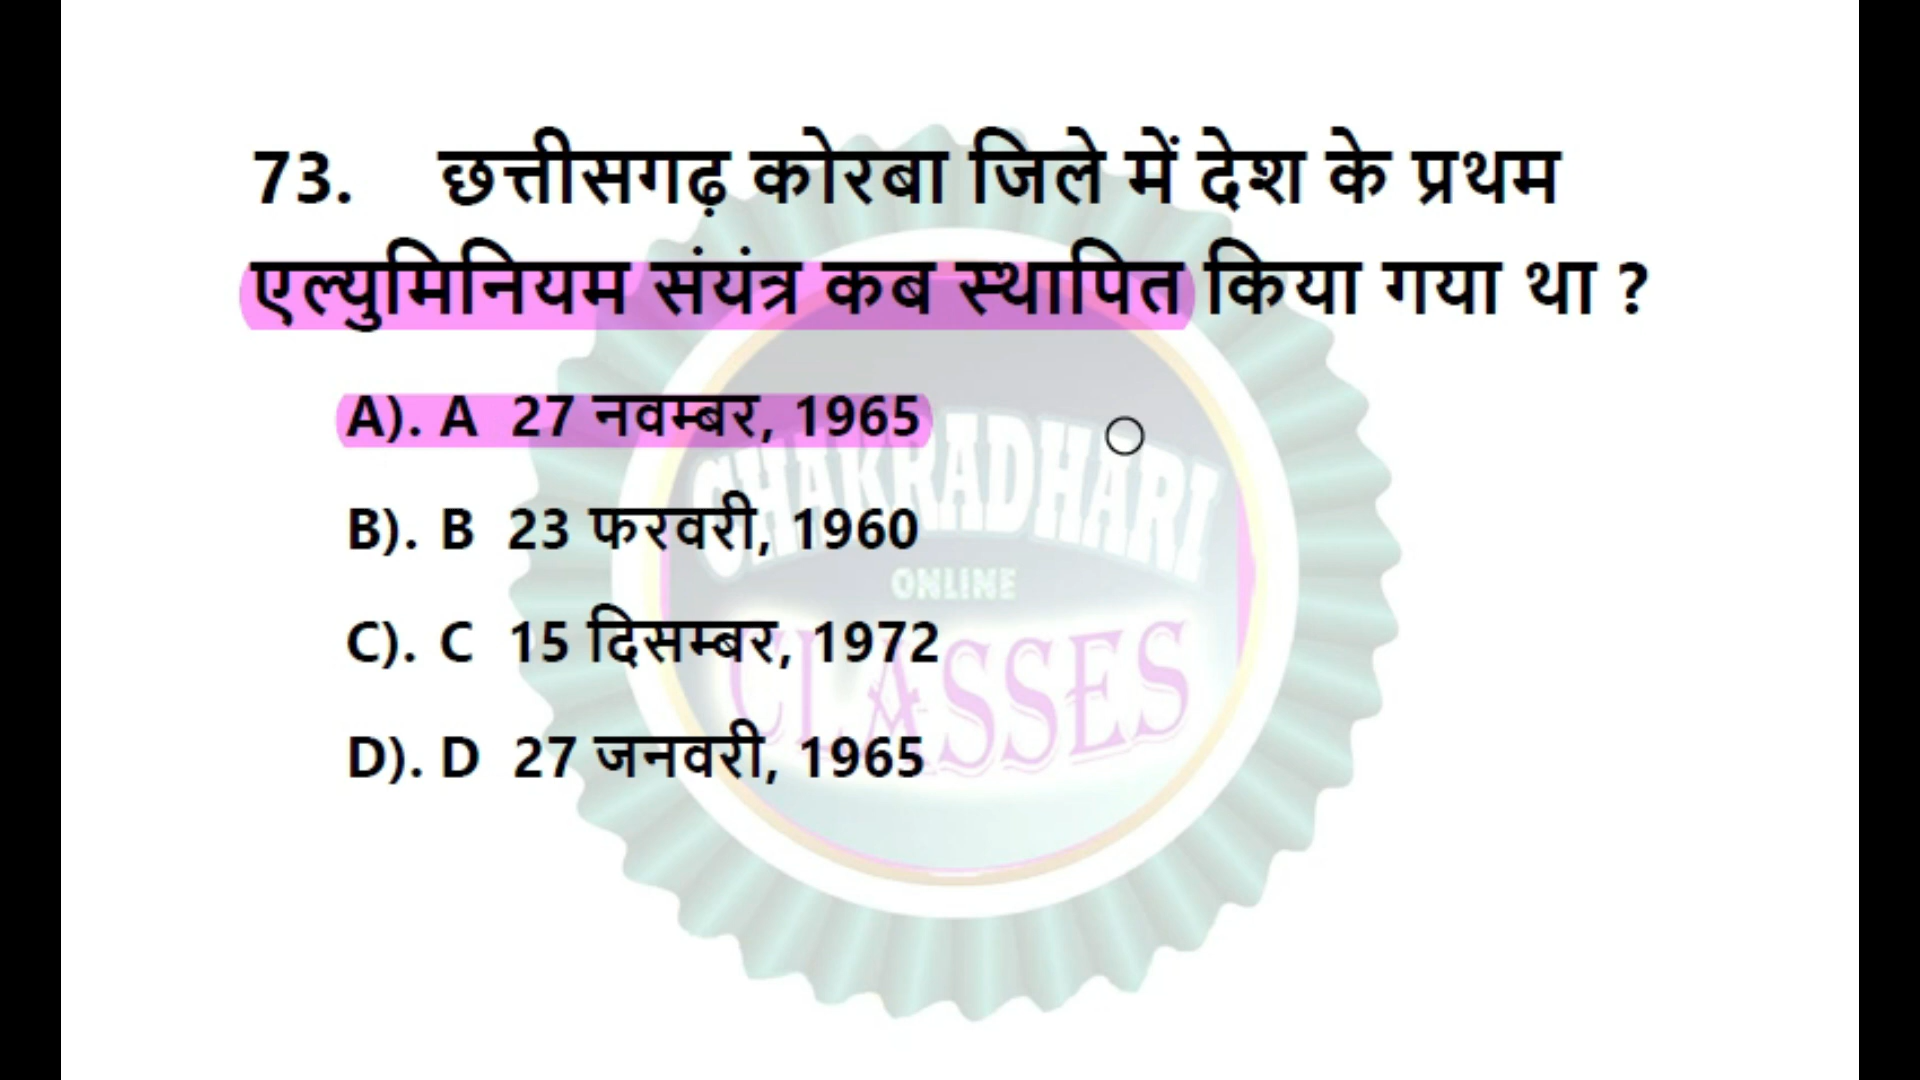 73. छत्तीसगढ़ कोरबा जिले में देश के प्रथम
एल्युमिनियम संयंत्र कब स्थापित किया गया था ?
A). A 27 नवम्बर, 1965
B). B 23 फरवरी, 1960
C). C 15 दिसम्बर, 1972
D). D 27 जनवरी, 1965
CHAKRADHARI
ONLINE
CLASSES